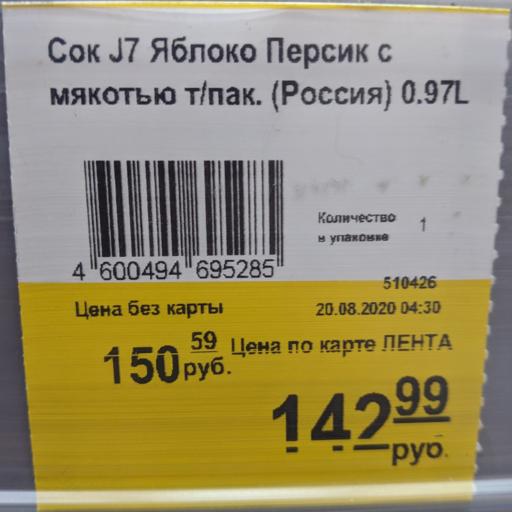 Сок J7 Яблоко Персик с
мякотью т/пак. (Россия) 0.97L
Количество
в упаковке 1
4 600494 695285
510426
Цена без карты 20.08.2020 04:30
150 59 руб.
Цена по карте ЛЕНТА
142 99 руб.